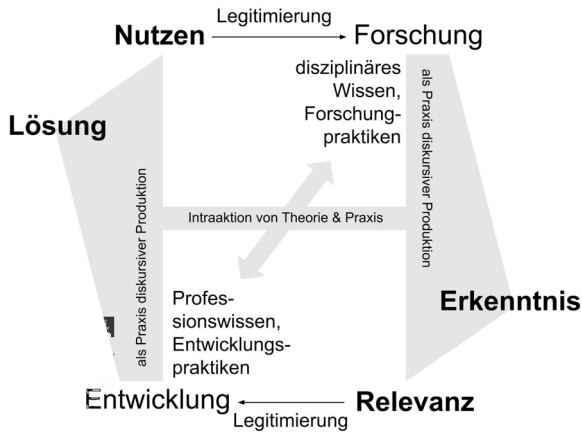 Legitimierung
Nutzen
Forschung
disziplinäres
Wissen,
Forschung-
praktiken
als Praxis diskursiver Produktion
Lösung
als Praxis diskursiver Produktion
Intraaktion von Theorie & Praxis
Profes-
sionswissen,
Entwicklungs-
praktiken
Erkenntnis
Entwicklung
Relevanz
Legitimierung